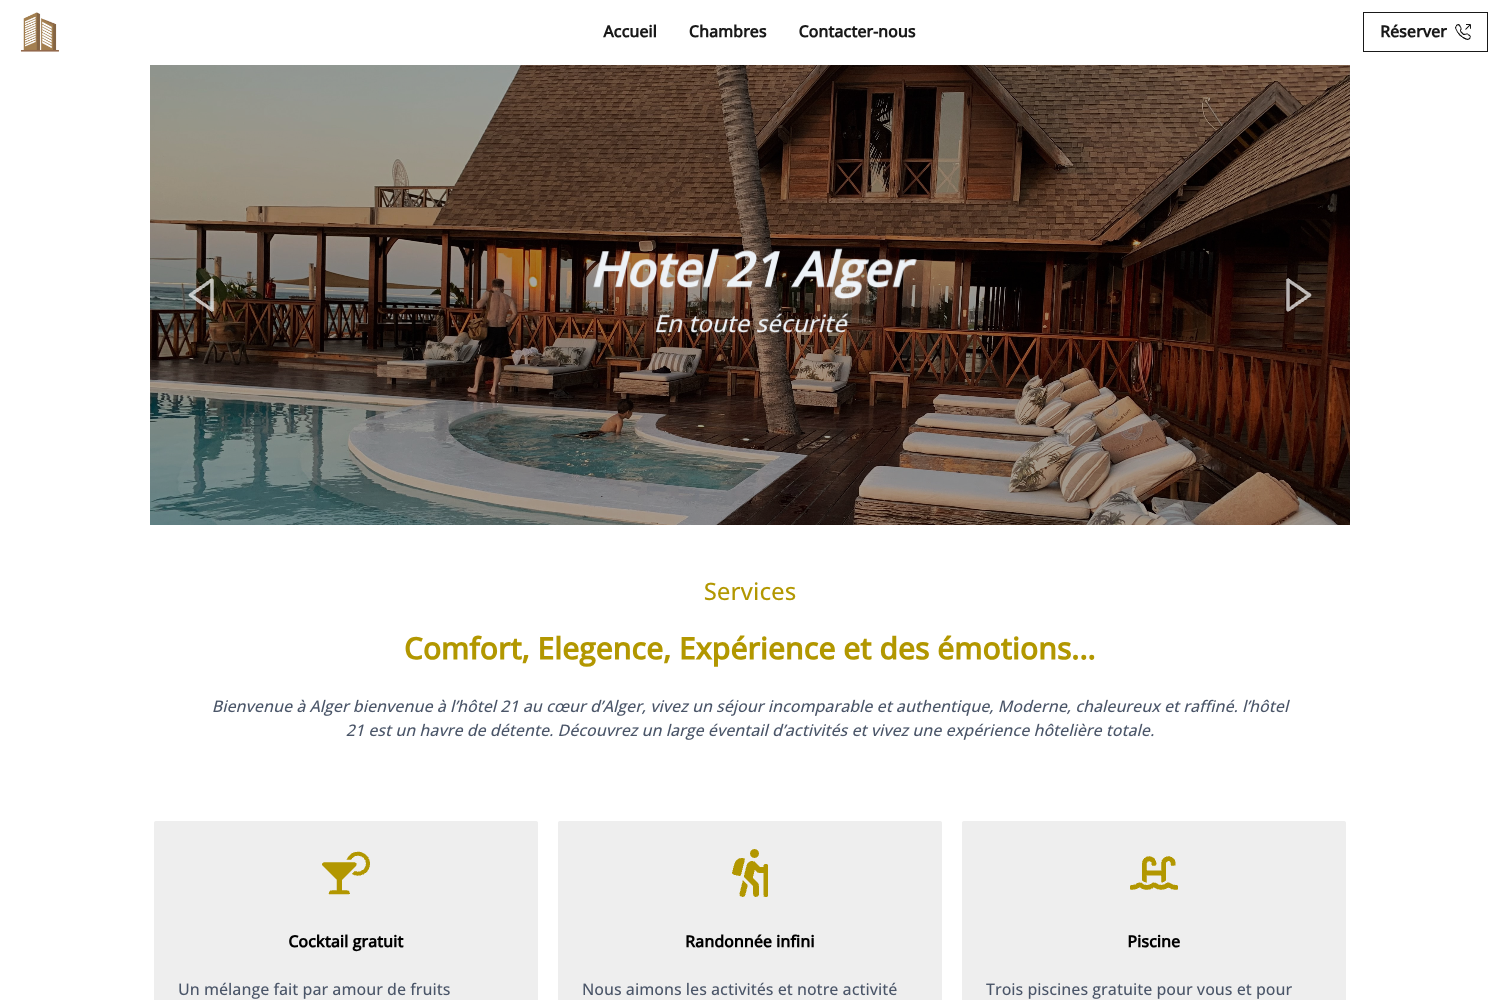 Accueil
Chambres
Contacter-nous
Réserver
Hotel 21 Alger
En toute sécurité
Services
Comfort, Elegence, Expérience et des émotions...
Bienvenue à Alger bienvenue à l’hôtel 21 au cœur d’Alger, vivez un séjour incomparable et authentique, Moderne, chaleureux et raffiné. l’hôtel
21 est un havre de détente. Découvrez un large éventail d’activités et vivez une expérience hôtelière totale.
Cocktail gratuit
Un mélange fait par amour de fruits
Randonnée infini
Nous aimons les activités et notre activité
Piscine
Trois piscines gratuite pour vous et pour